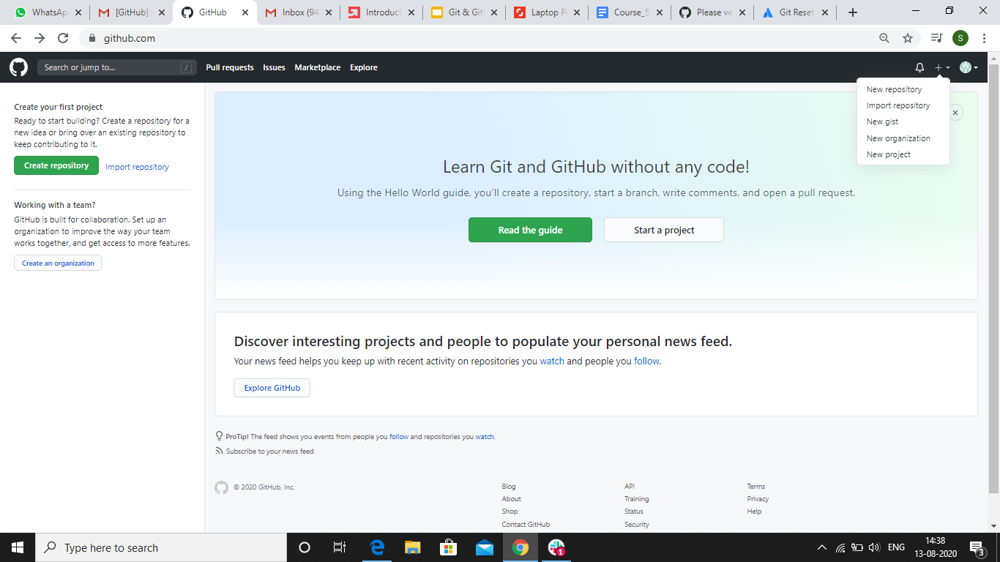 WhatsApp
[GitHub]
GitHub
Inbox (94
Introduct
Git & Git
Laptop P
Course_5
Please ve
Git Reset
github.com
S
Search or jump to...
/
Pull requests Issues Marketplace Explore
New repository
Import repository
New gist
New organization
New project
Create your first project
Ready to start building? Create a repository for a
new idea or bring over an existing repository to
keep contributing to it.
Create repository Import repository
Working with a team?
GitHub is built for collaboration. Set up an
organization to improve the way your team
works together, and get access to more features.
Create an organization
Learn Git and GitHub without any code!
Using the Hello World guide, you’ll create a repository, start a branch, write comments, and open a pull request.
Read the guide Start a project
Discover interesting projects and people to populate your personal news feed.
Your news feed helps you keep up with recent activity on repositories you watch and people you follow.
Explore GitHub
ProTip! The feed shows you events from people you follow and repositories you watch.
Subscribe to your news feed
© 2020 GitHub, Inc.
Blog
About
Shop
Contact GitHub
API
Training
Status
Security
Terms
Privacy
Help
Type here to search
1
ENG
14:38
13-08-2020
3